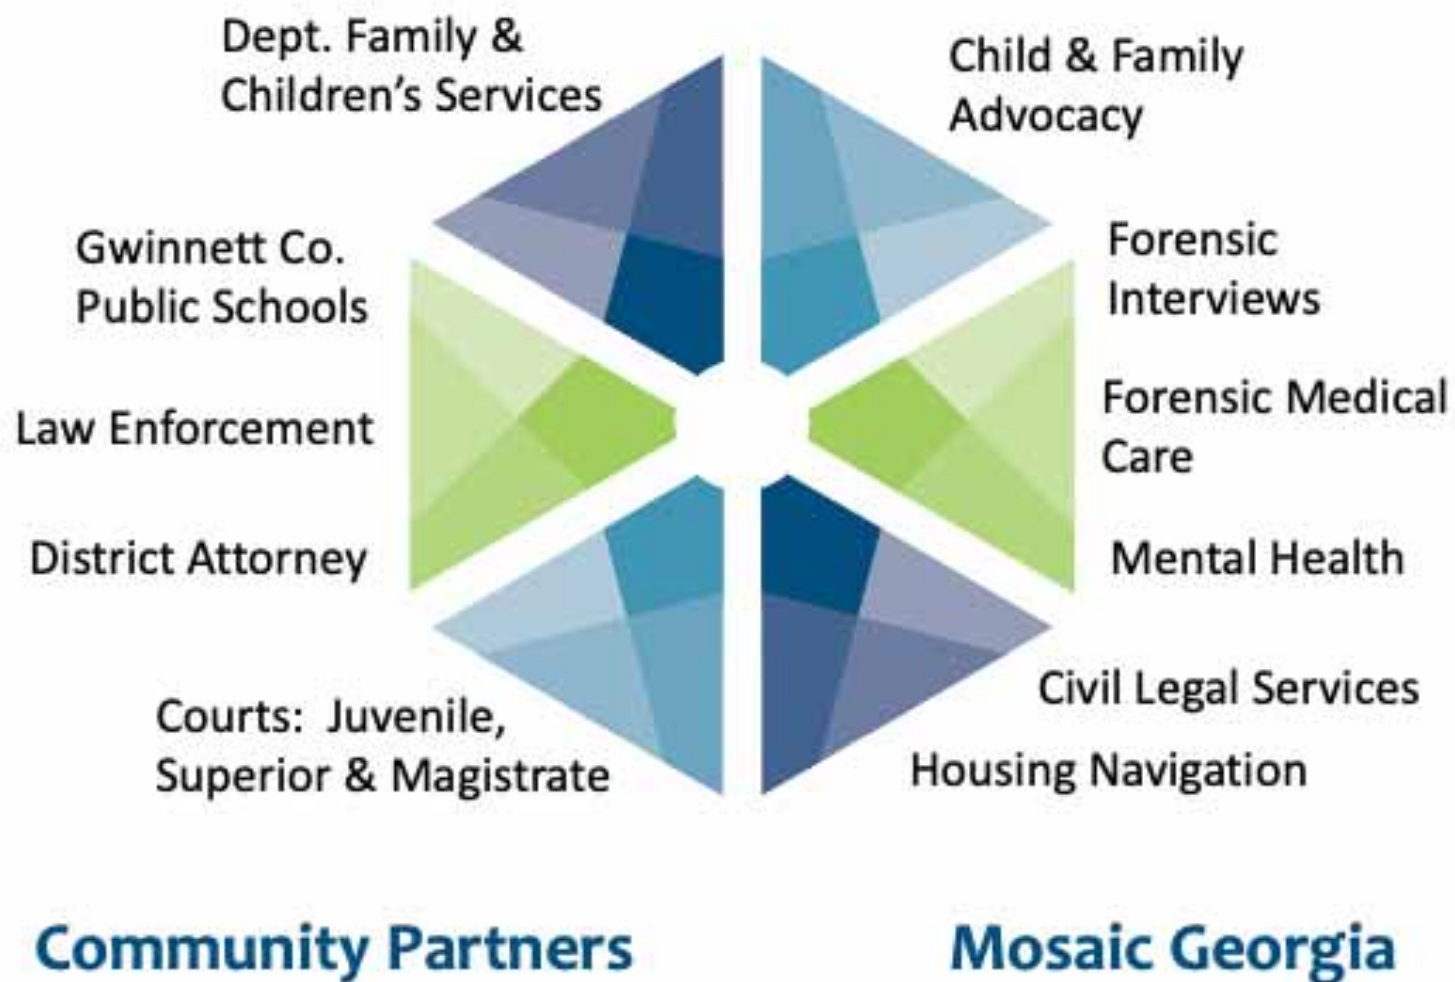 Dept. Family &
Children's Services
Gwinnett Co.
Public Schools
Law Enforcement
District Attorney
Courts:  Juvenile,
Superior & Magistrate
Community Partners
Child & Family
Advocacy
Forensic
Interviews
Forensic Medical
Care
Mental Health
Civil Legal Services
Housing Navigation
Mosaic Georgia